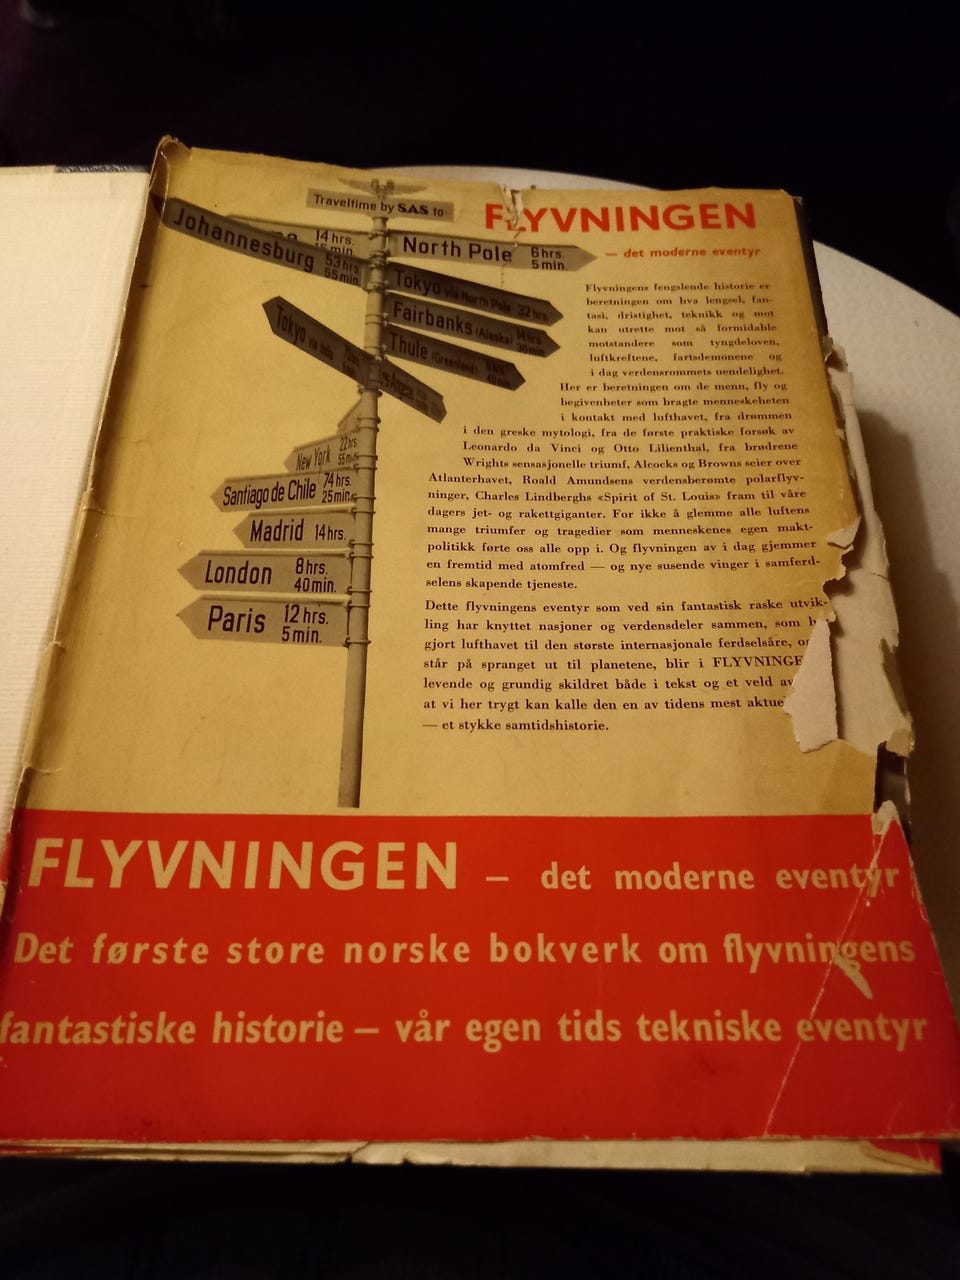 Traveltime by SAS to:
14 hrs.
15 min.
Johannesburg 53 hrs. 55 min.
North Pole 6 hrs. 5 min.
Tokyo via North Pole 32 hrs.
Fairbanks (Alaska)
Thule (Greenland)
Tokyo via India
New York 22 hrs. 55 min.
Santiago de Chile 74 hrs. 25 min.
Madrid 14 hrs.
London 8 hrs. 40 min.
Paris 12 hrs. 5 min.
FLYVNINGEN
— det moderne eventyr
Flyvningens fengslende historie er
beretningen om hva lengsel, fan-
tasi, dristighet, teknikk og mot
kan utrette mot så formidable
motstandere som tyngdeloven,
luftkreftene, fartsdemonene og
i dag verdensrommets uendelighet.
Her er beretningen om de menn, fly og
begivenheter som bragte menneskeheten
i kontakt med lufthavet, fra drømmen
i den greske mytologi, fra de første praktiske forsøk av
Leonardo da Vinci og Otto Lilienthal, fra brødrene
Wrights sensasjonelle triumf, Alcocks og Browns seier over
Atlanterhavet, Roald Amundsens verdensberømte polarflyv-
ninger, Charles Lindberghs «Spirit of St. Louis» fram til våre
dagers jet- og rakettgiganter. For ikke å glemme alle luftens
mange triumfer og tragedier som menneskenes egen makt-
politikk førte oss alle opp i. Og flyvningen av i dag gjemmer
en fremtid med atomfred — og nye susende vinger i samferd-
selens skapende tjeneste.
Dette flyvningens eventyr som ved sin fantastisk raske utvik-
ling har knyttet nasjoner og verdensdeler sammen, som
gjort lufthavet til den største internasjonale ferdselsåre,
står på spranget ut til planetene, blir i FLYVNINGE
levende og grundig skildret både i tekst og et veld av
at vi her trygt kan kalle den en av tidens mest aktue
— et stykke samtidshistorie.
FLYVNINGEN — det moderne eventyr
Det første store norske bokverk om flyvningens
fantastiske historie — vår egen tids tekniske eventyr